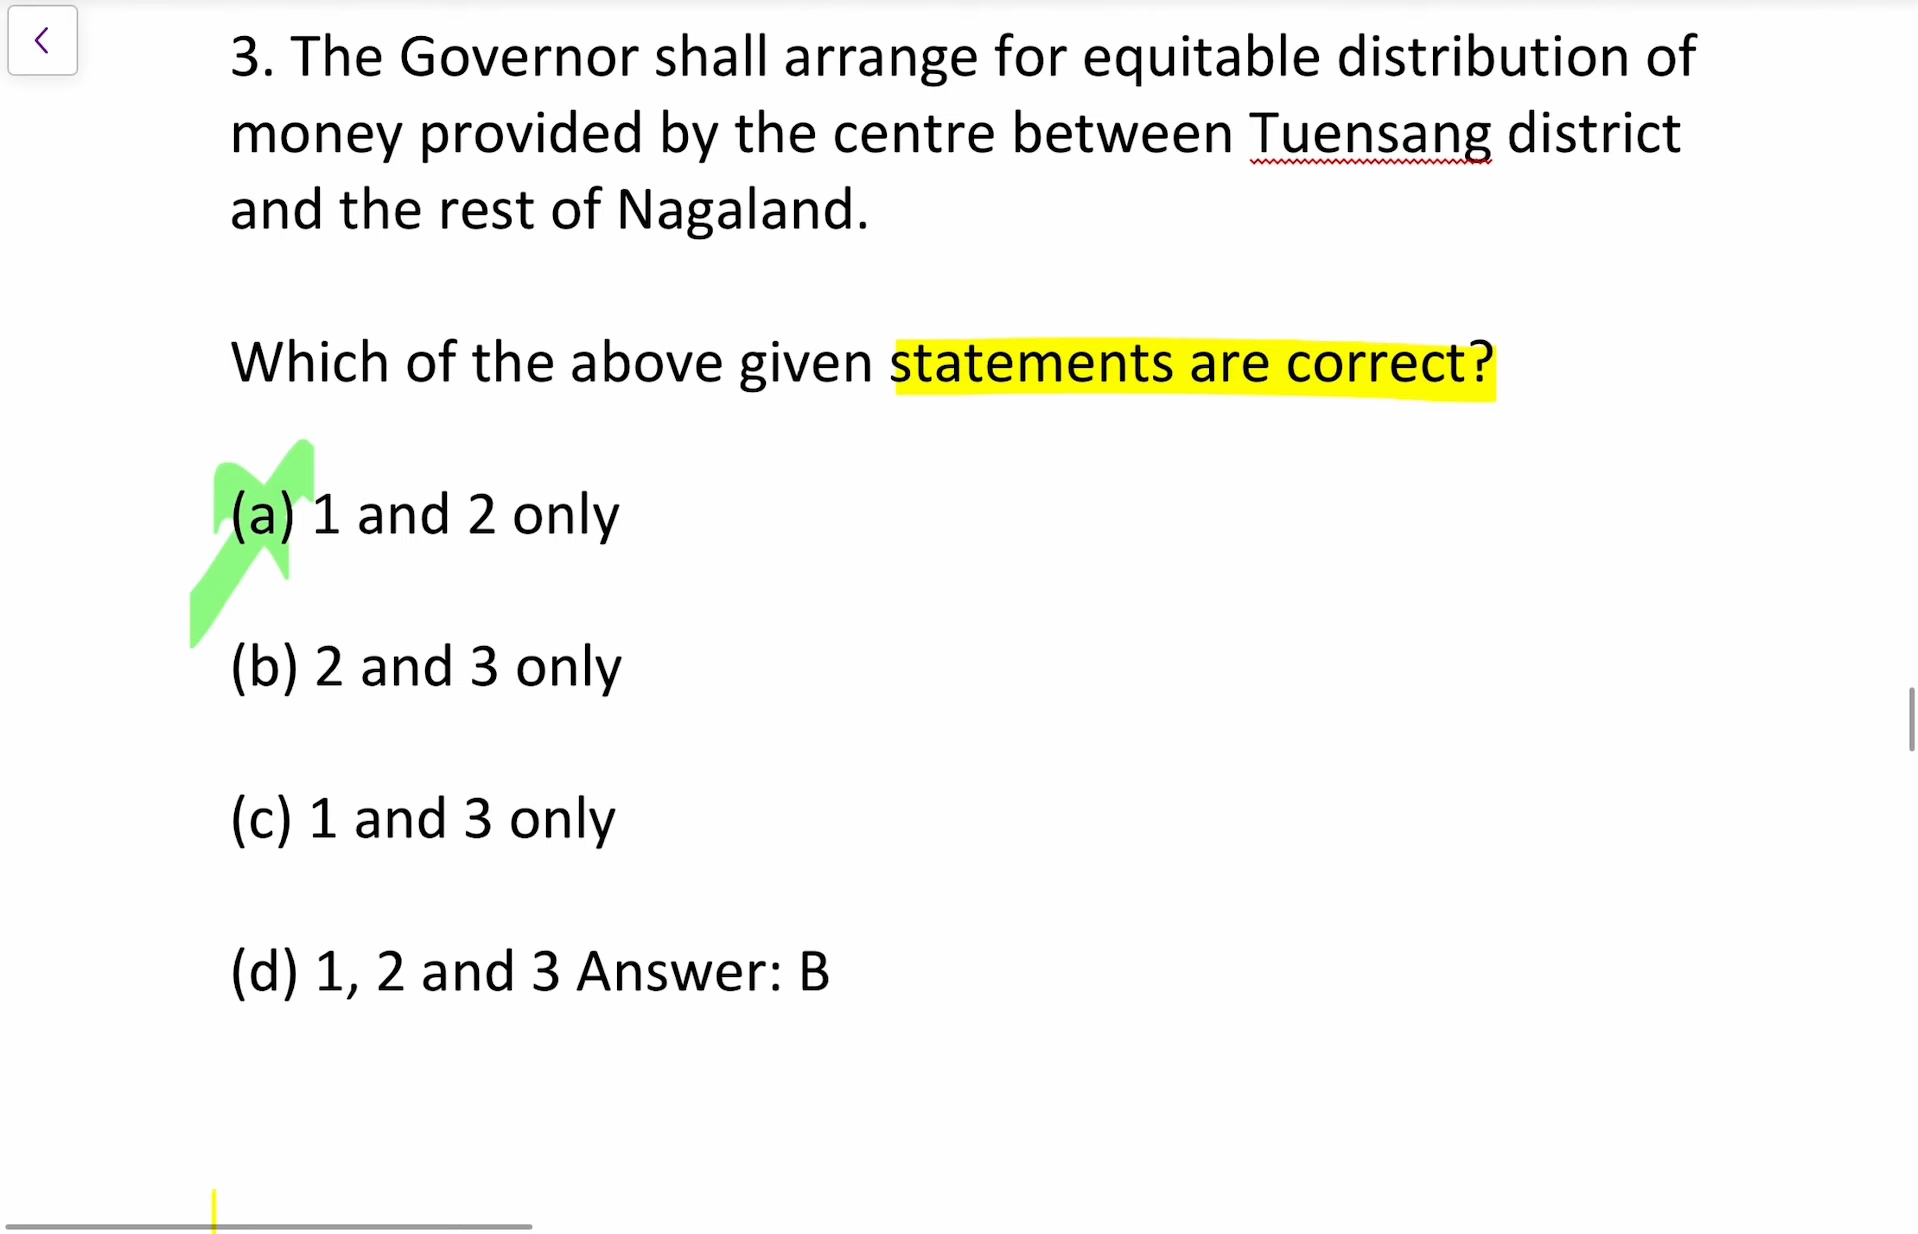 3. The Governor shall arrange for equitable distribution of
money provided by the centre between Tuensang district
and the rest of Nagaland.
Which of the above given statements are correct?
(a) 1 and 2 only
(b) 2 and 3 only
(c) 1 and 3 only
(d) 1, 2 and 3 Answer: B